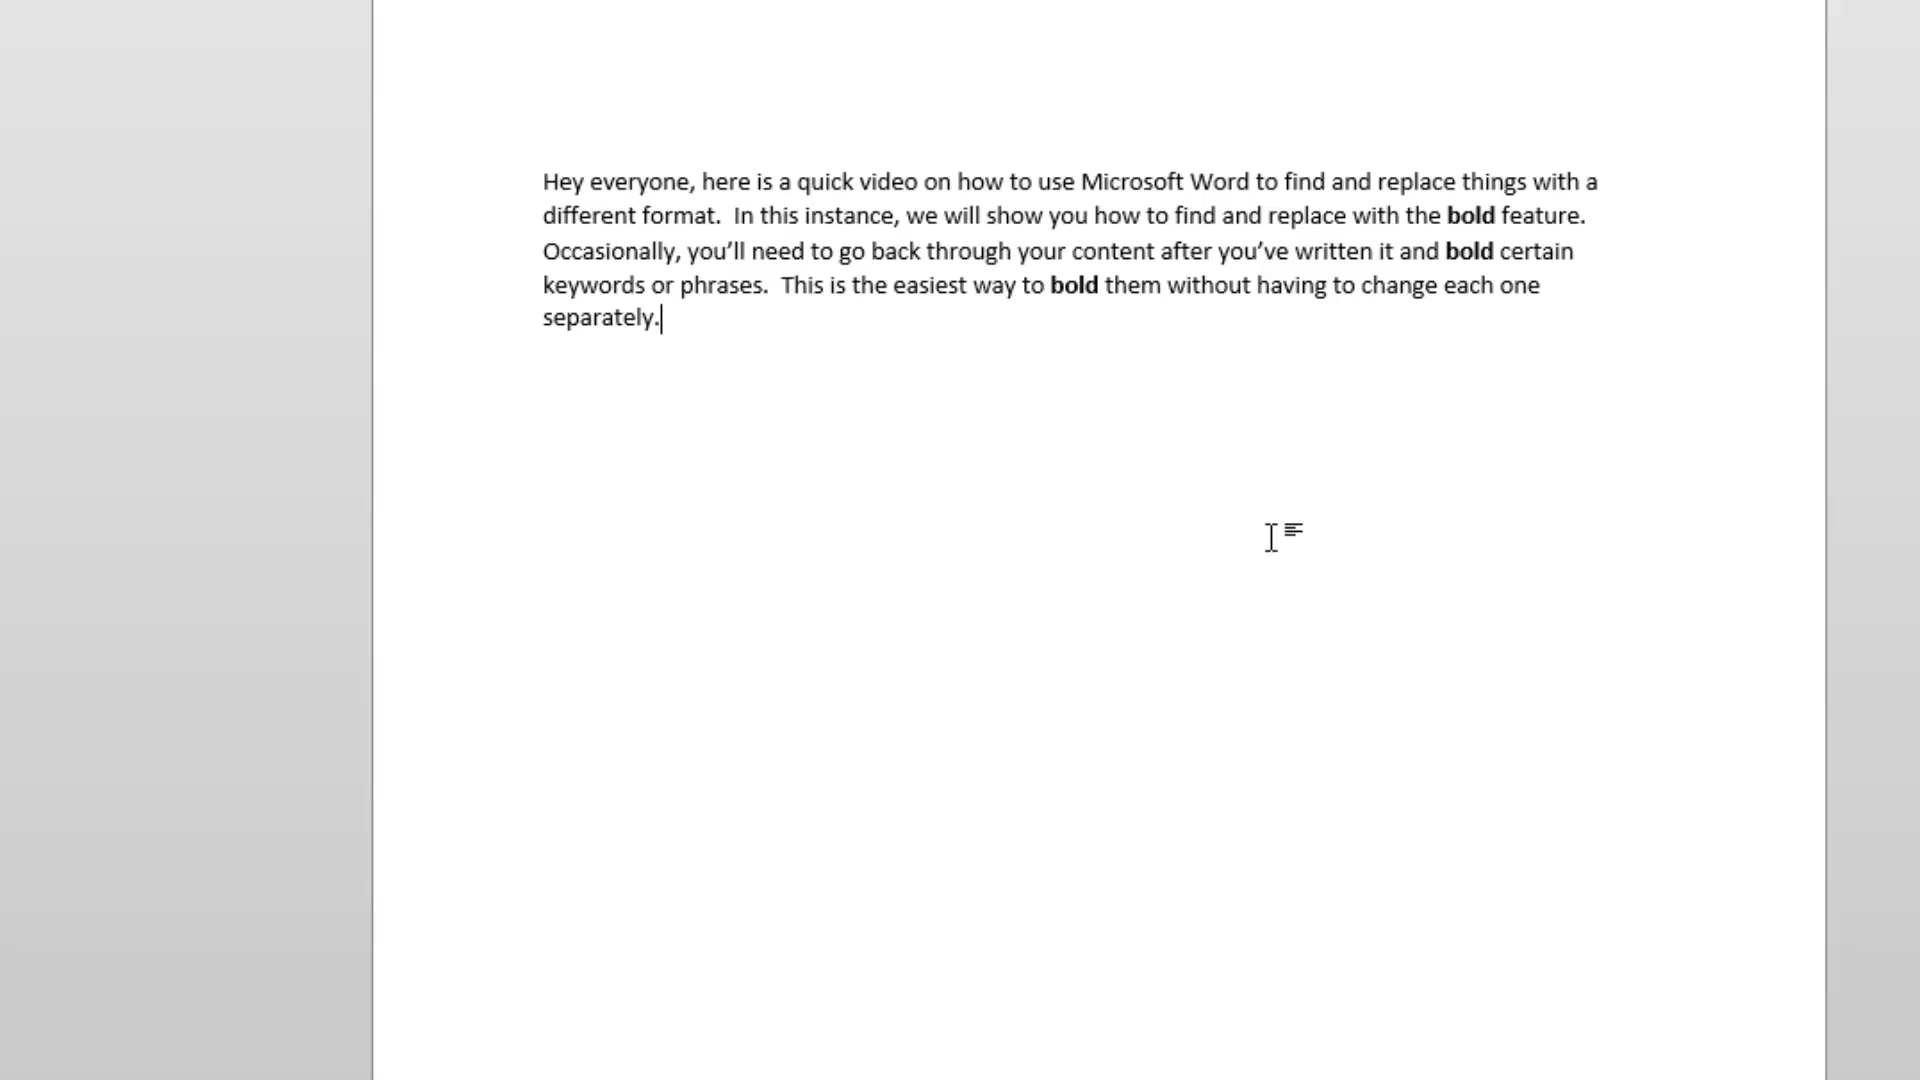 Hey everyone, here is a quick video on how to use Microsoft Word to find and replace things with a
different format.  In this instance, we will show you how to find and replace with the bold feature.
Occasionally, you’ll need to go back through your content after you’ve written it and bold certain
keywords or phrases.  This is the easiest way to bold them without having to change each one
separately.